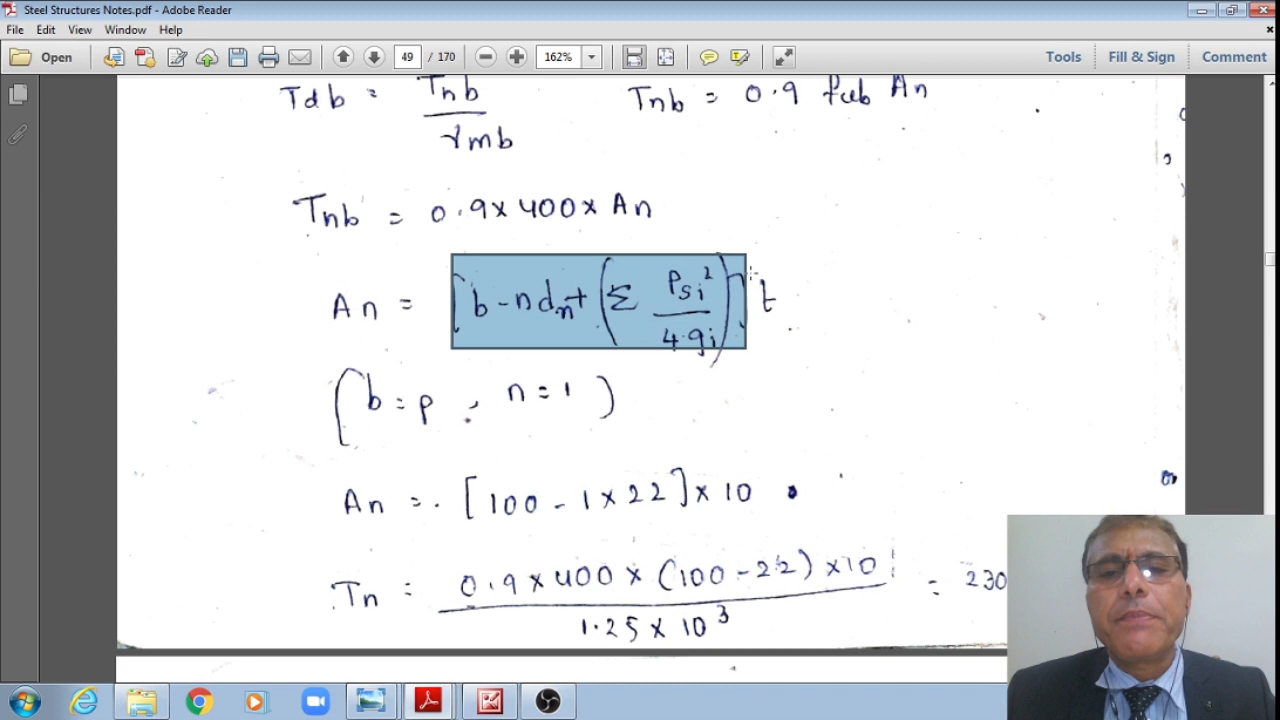 Steel Structures Notes.pdf - Adobe Reader
File Edit View Window Help
Open 49 / 170 162% Tools Fill & Sign Comment
Tdb = Tnb / γmb Tnb = 0.9 fub An
Tnb = 0.9 × 400 × An
An = [b - n dn + (Σ Psi² / 4 gi)] t
(b = p , n = 1)
An = [100 - 1 × 22] × 10
Tn = 0.9 × 400 × (100 - 22) × 10 / 1.25 × 10³ = 230